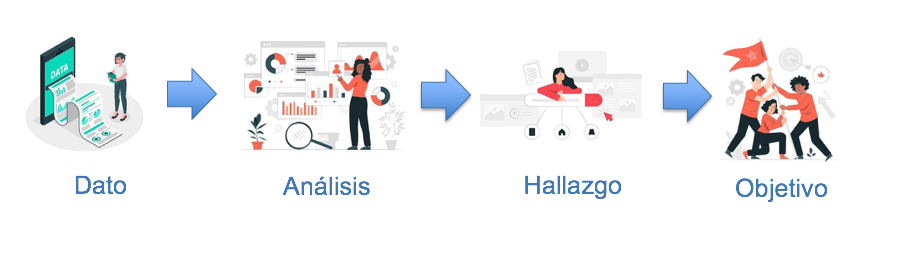 DATA
Dato
Análisis
Hallazgo
Objetivo